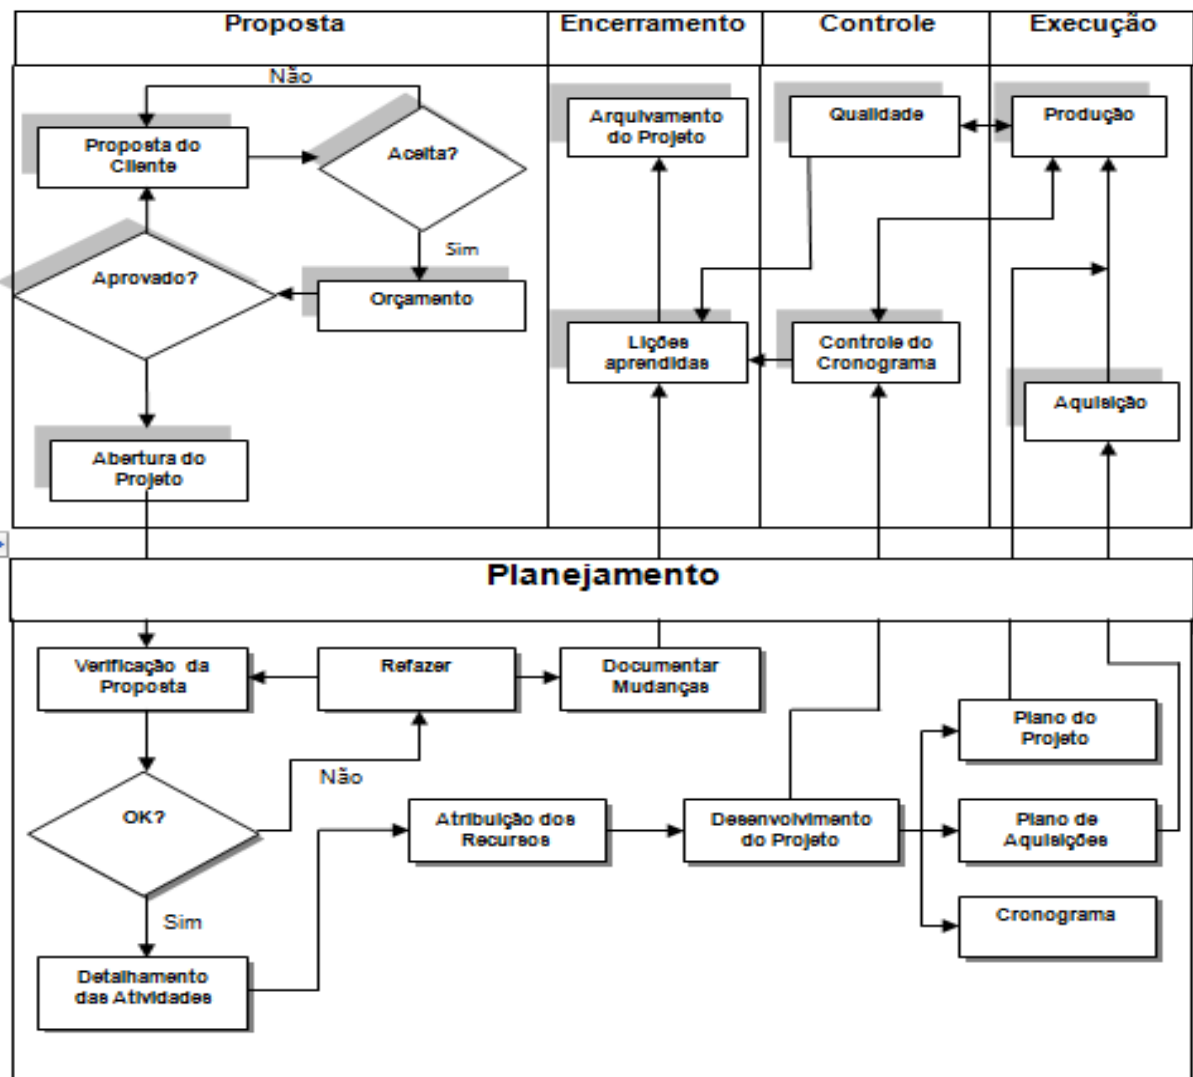 Proposta
Encerramento
Controle
Execução
Não
Proposta do
Cliente
Aceita?
Sim
Aprovado?
Orçamento
Abertura do
Projeto
Arquivamento
do Projeto
Lições
aprendidas
Qualidade
Controle do
Cronograma
Produção
Aquisição
Planejamento
Verificação da
Proposta
Refazer
Documentar
Mudanças
Plano do
Projeto
Não
OK?
Atribuição dos
Recursos
Desenvolvimento
do Projeto
Plano de
Aquisições
Sim
Cronograma
Detalhamento
das Atividades